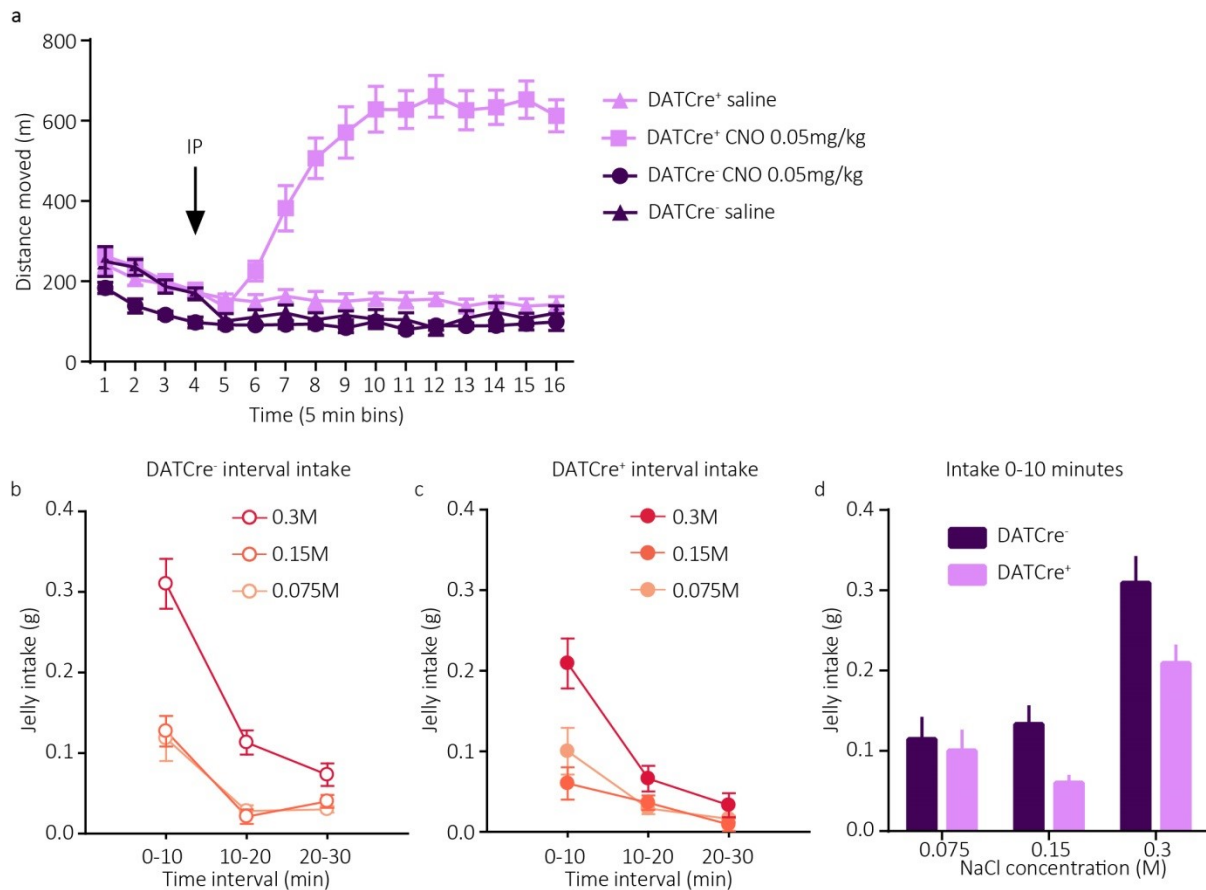 a
800
600
400
200
0
Distance moved (m)
IP
1 2 3 4 5 6 7 8 9 10 11 12 13 14 15 16
Time (5 min bins)
DATCre⁺ saline
DATCre⁺ CNO 0.05mg/kg
DATCre⁻ CNO 0.05mg/kg
DATCre⁻ saline
b
DATCre⁻ interval intake
0.4
0.3
0.2
0.1
0.0
Jelly intake (g)
0.3M
0.15M
0.075M
0-10 10-20 20-30
Time interval (min)
c
DATCre⁺ interval intake
0.4
0.3
0.2
0.1
0.0
Jelly intake (g)
0.3M
0.15M
0.075M
0-10 10-20 20-30
Time interval (min)
Intake 0-10 minutes
d
0.4
0.3
0.2
0.1
0.0
Jelly intake (g)
DATCre⁻
DATCre⁺
0.075 0.15 0.3
NaCl concentration (M)